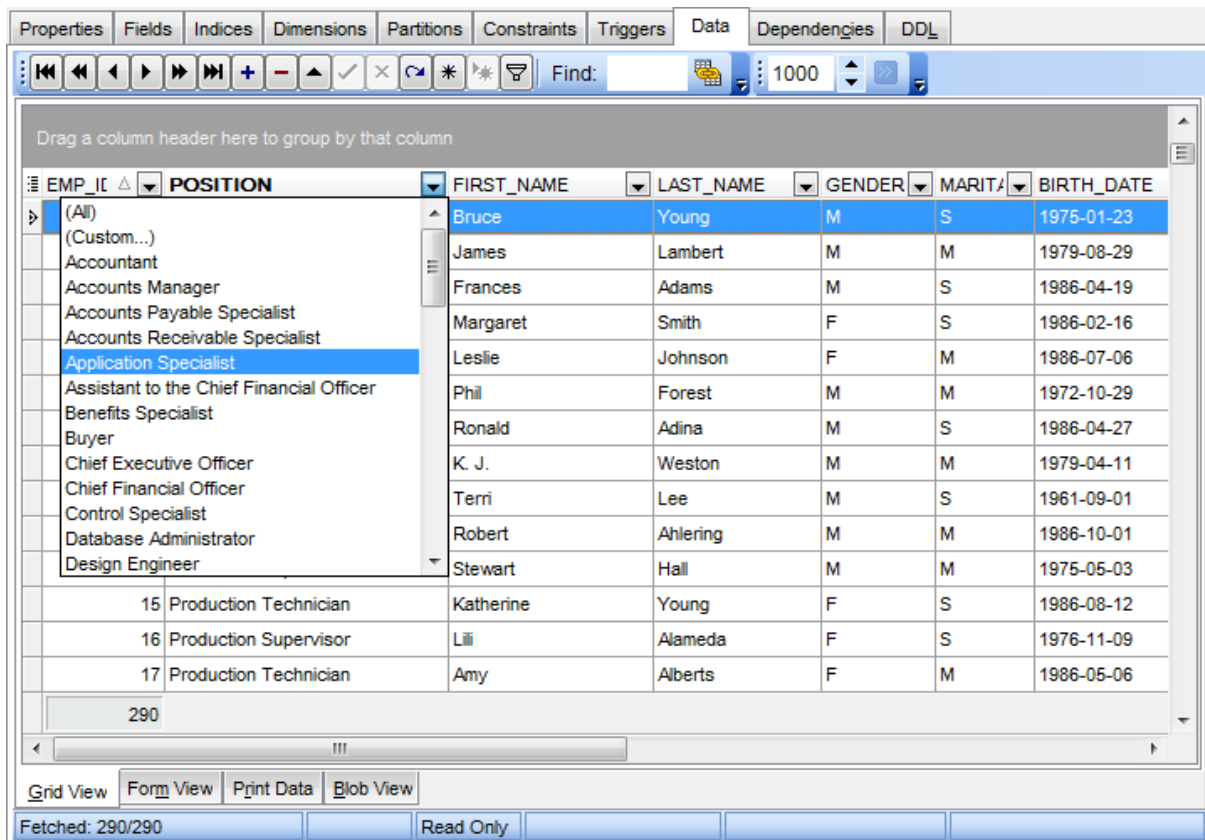 Properties Fields Indices Dimensions Partitions Constraints Triggers Data Dependencies DDL
Find: 1000
Drag a column header here to group by that column
EMP_ID POSITION FIRST_NAME LAST_NAME GENDER MARITA BIRTH_DATE
(All)
(Custom...)
Accountant
Accounts Manager
Accounts Payable Specialist
Accounts Receivable Specialist
Application Specialist
Assistant to the Chief Financial Officer
Benefits Specialist
Buyer
Chief Executive Officer
Chief Financial Officer
Control Specialist
Database Administrator
Design Engineer
Bruce Young M S 1975-01-23
James Lambert M M 1979-08-29
Frances Adams M S 1986-04-19
Margaret Smith F S 1986-02-16
Leslie Johnson F M 1986-07-06
Phil Forest M M 1972-10-29
Ronald Adina M S 1986-04-27
K. J. Weston M M 1979-04-11
Terri Lee M S 1961-09-01
Robert Ahlering M M 1986-10-01
Stewart Hall M M 1975-05-03
15 Production Technician Katherine Young F S 1986-08-12
16 Production Supervisor Lili Alameda F S 1976-11-09
17 Production Technician Amy Alberts F M 1986-05-06
290
Grid View Form View Print Data Blob View
Fetched: 290/290 Read Only